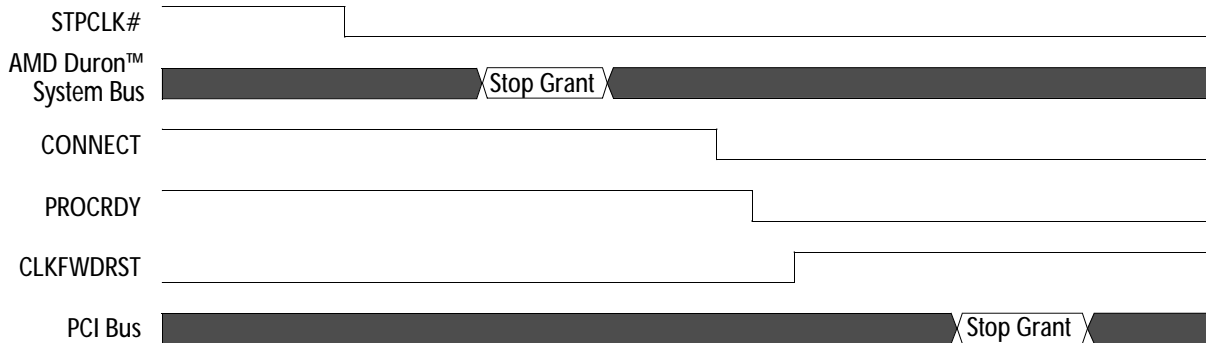 STPCLK#
AMD Duron™
System Bus
Stop Grant
CONNECT
PROCRDY
CLKFWDRST
PCI Bus
Stop Grant